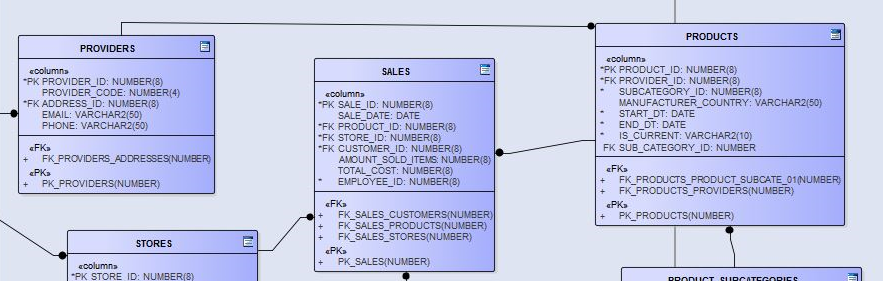 PROVIDERS
«column»
*PK PROVIDER_ID: NUMBER(8)
PROVIDER_CODE: NUMBER(4)
*FK ADDRESS_ID: NUMBER(8)
EMAIL: VARCHAR2(50)
PHONE: VARCHAR2(50)
«FK»
+ FK_PROVIDERS_ADDRESSES(NUMBER)
«PK»
+ PK_PROVIDERS(NUMBER)
SALES
«column»
*PK SALE_ID: NUMBER(8)
SALE_DATE: DATE
*FK PRODUCT_ID: NUMBER(8)
*FK STORE_ID: NUMBER(8)
*FK CUSTOMER_ID: NUMBER(8)
AMOUNT_SOLD_ITEMS: NUMBER(8)
TOTAL_COST: NUMBER(8)
* EMPLOYEE_ID: NUMBER(8)
«FK»
+ FK_SALES_CUSTOMERS(NUMBER)
+ FK_SALES_PRODUCTS(NUMBER)
+ FK_SALES_STORES(NUMBER)
«PK»
+ PK_SALES(NUMBER)
PRODUCTS
«column»
*PK PRODUCT_ID: NUMBER(8)
*FK PROVIDER_ID: NUMBER(8)
* SUBCATEGORY_ID: NUMBER(8)
MANUFACTURER_COUNTRY: VARCHAR2(50)
* START_DT: DATE
* END_DT: DATE
* IS_CURRENT: VARCHAR2(10)
FK SUB_CATEGORY_ID: NUMBER
«FK»
+ FK_PRODUCTS_PRODUCT_SUBCATE_01(NUMBER)
+ FK_PRODUCTS_PROVIDERS(NUMBER)
«PK»
+ PK_PRODUCTS(NUMBER)
STORES
«column»
*PK STORE_ID: NUMBER(8)
PRODUCT_SUBCATEGORIES